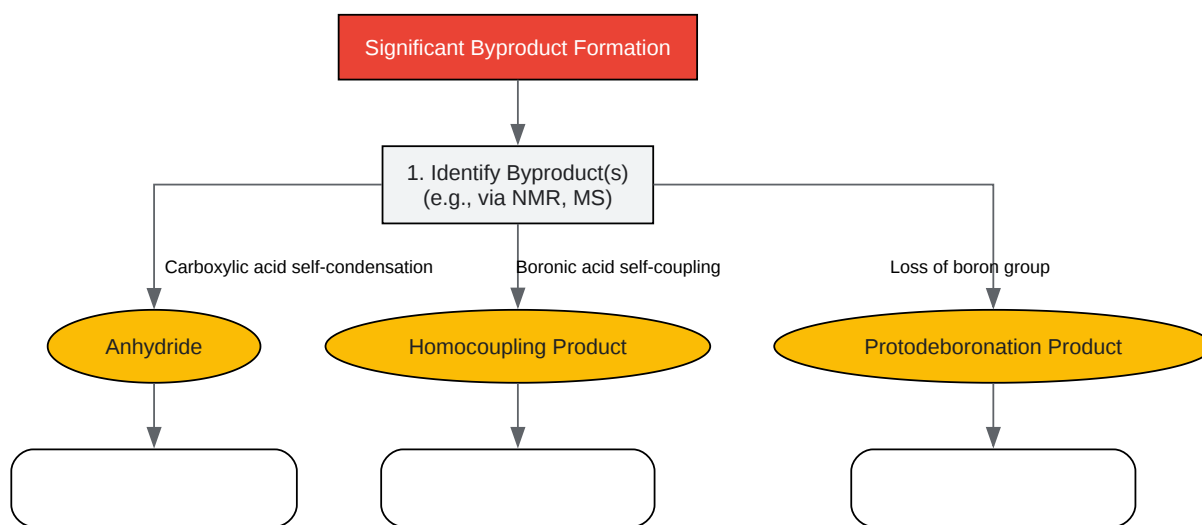 Significant Byproduct Formation
1. Identify Byproduct(s)
(e.g., via NMR, MS)
Carboxylic acid self-condensation
Boronic acid self-coupling
Loss of boron group
Anhydride
Homocoupling Product
Protodeboronation Product